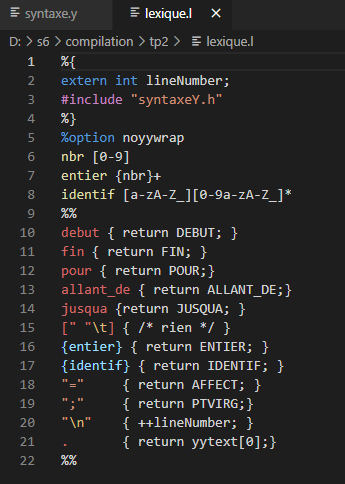 syntaxe.y lexique.l ×
D: > s6 > compilation > tp2 > lexique.l
1 %{
2 extern int lineNumber;
3 #include "syntaxeY.h"
4 %}
5 %option noyywrap
6 nbr [0-9]
7 entier {nbr}+
8 identif [a-zA-Z_][0-9a-zA-Z_]*
9 %%
10 debut { return DEBUT; }
11 fin { return FIN; }
12 pour { return POUR;}
13 allant_de { return ALLANT_DE;}
14 jusqua {return JUSQUA; }
15 [" "\t] { /* rien */ }
16 {entier} { return ENTIER; }
17 {identif} { return IDENTIF; }
18 "=" { return AFFECT; }
19 ";" { return PTVIRG;}
20 "\n" { ++lineNumber; }
21 . { return yytext[0];}
22 %%